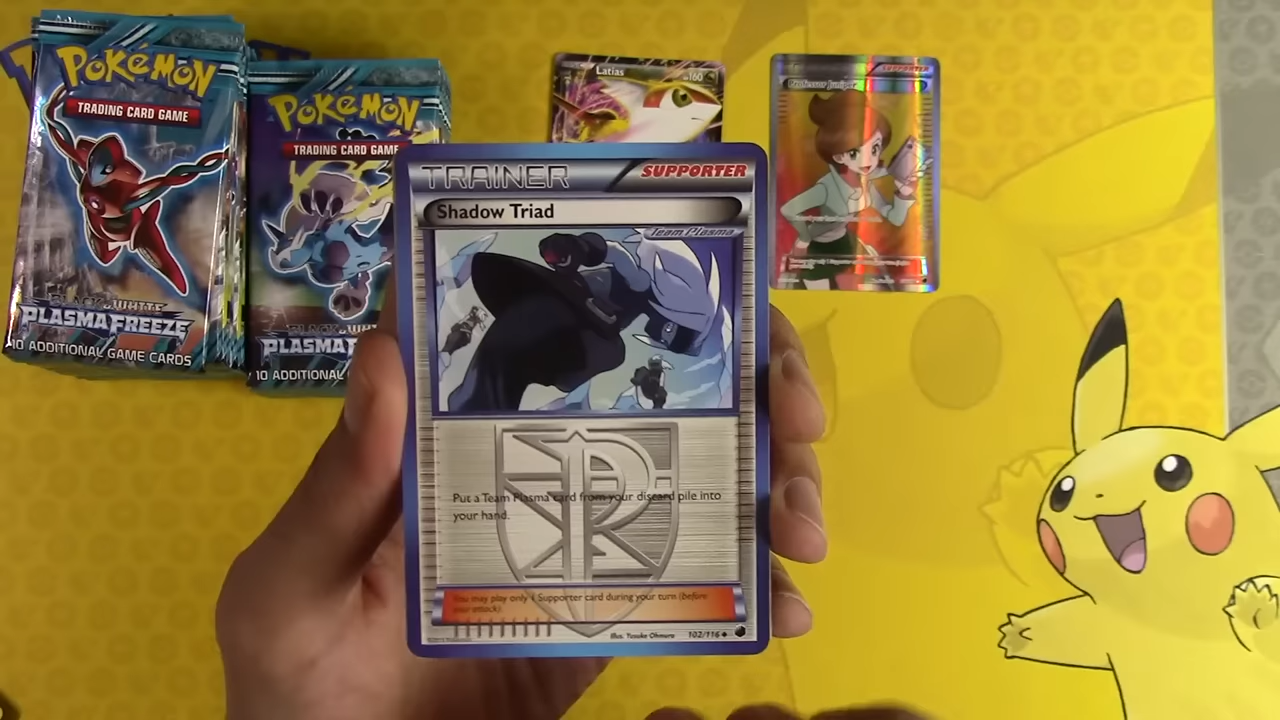 POKéMON
TRADING CARD GAME
BLACK & WHITE
PLASMA FREEZE
10 ADDITIONAL GAME CARDS
POKéMON
TRADING CARD GAME
PLASMA
10 ADDITIONAL
Latias
160
SUPPORTER
Professor Juniper
TRAINER
SUPPORTER
Shadow Triad
Team Plasma
Put a Team Plasma card from your discard pile into
your hand.
You may play only 1 Supporter card during your turn (before
your attack).
Illus. Yusuke Ohmura
102/116